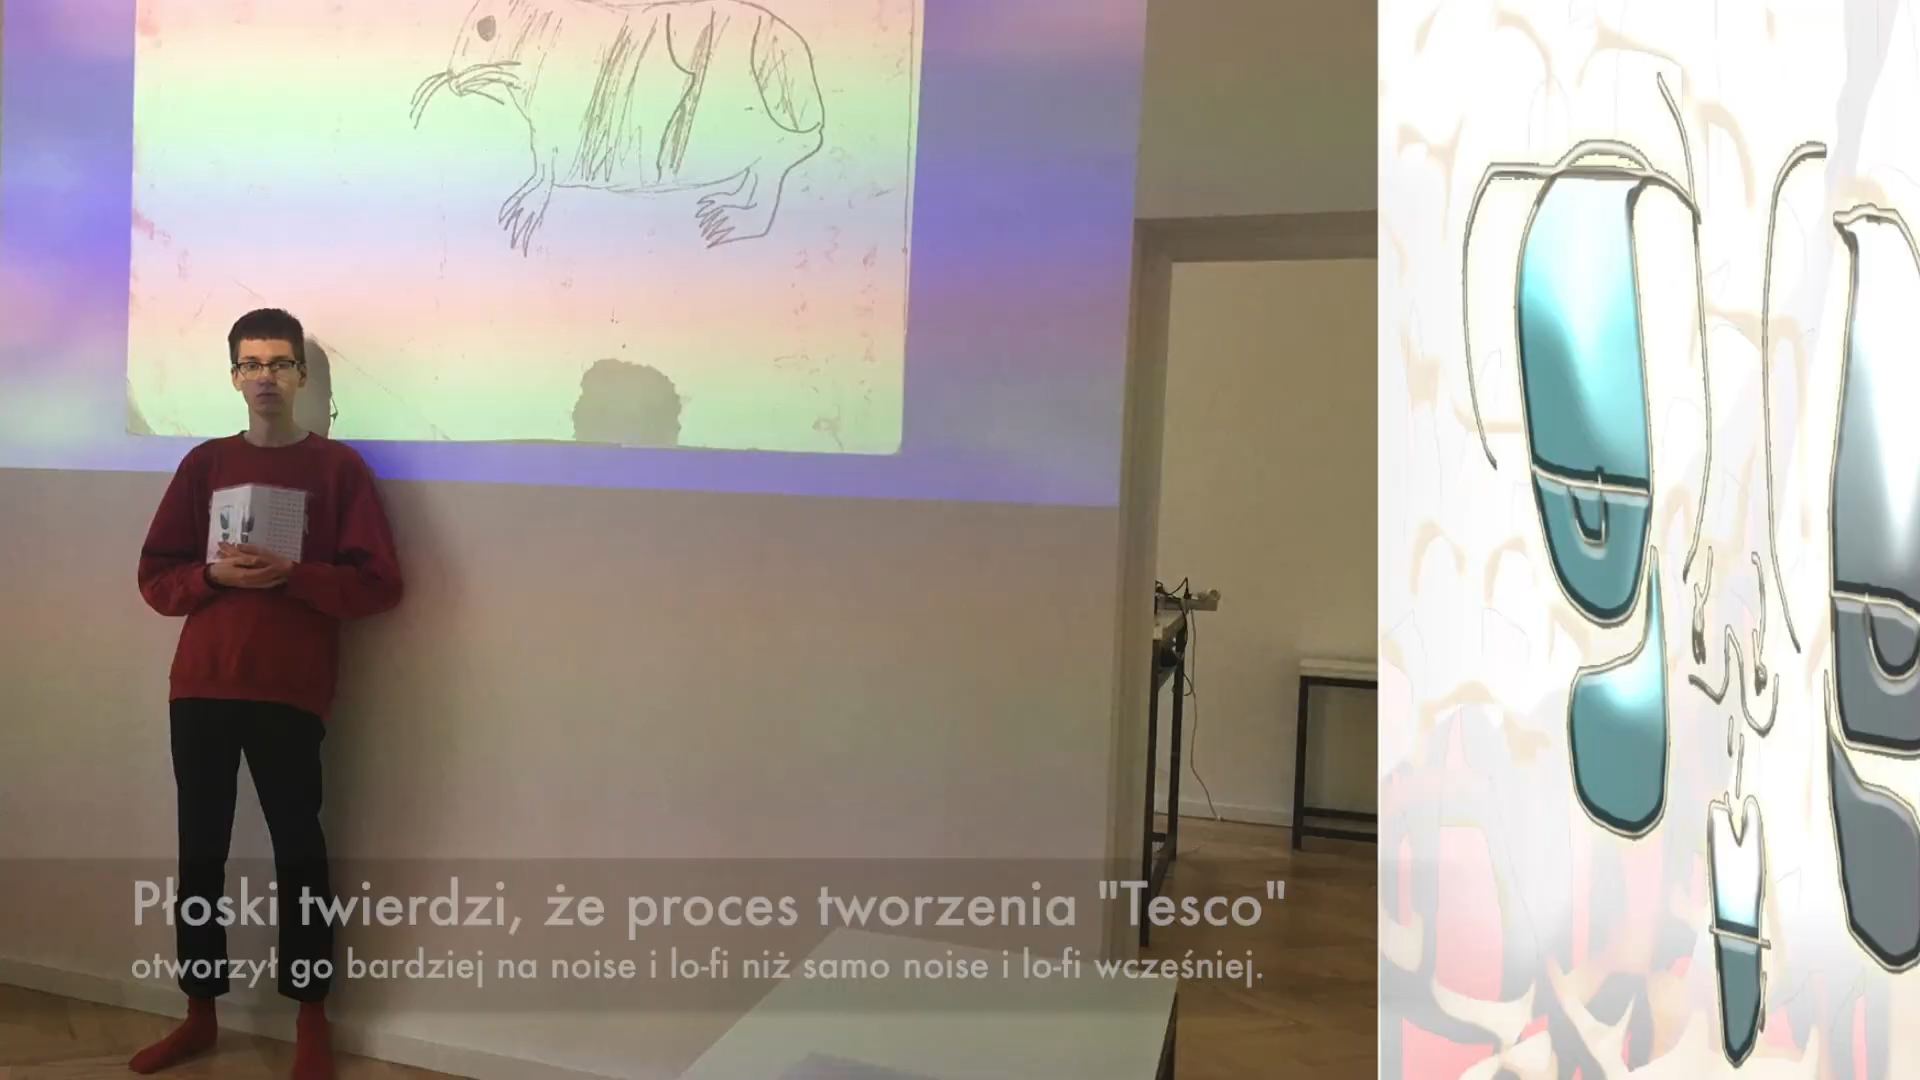 Płoski twierdzi, że proces tworzenia "Tesco"
otworzył go bardziej na noise i lo-fi niż samo noise i lo-fi wcześniej.